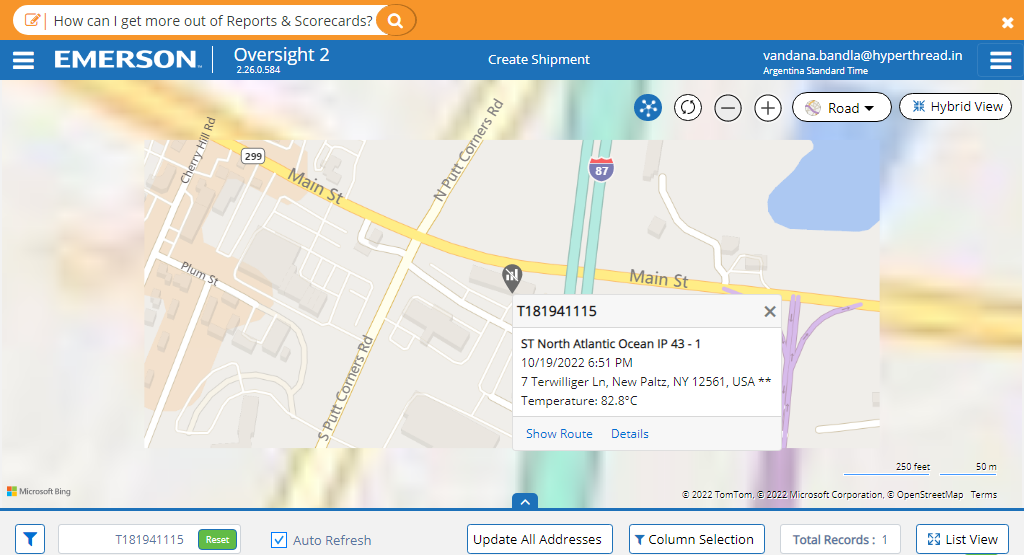 How can I get more out of Reports & Scorecards?
EMERSON
Oversight 2
2.26.0.584
Create Shipment
vandana.bandla@hyperthread.in
Argentina Standard Time
Road
Hybrid View
299
Cherry Hill Rd
Main St
N Putt Corners Rd
87
Plum St
Main St
S Putt Corners Rd
T181941115
ST North Atlantic Ocean IP 43 - 1
10/19/2022 6:51 PM
7 Terwilliger Ln, New Paltz, NY 12561, USA **
Temperature: 82.8°C
Show Route Details
250 feet 50 m
Microsoft Bing
© 2022 TomTom, © 2022 Microsoft Corporation, © OpenStreetMap Terms
T181941115 Reset
Auto Refresh
Update All Addresses
Column Selection
Total Records : 1
List View